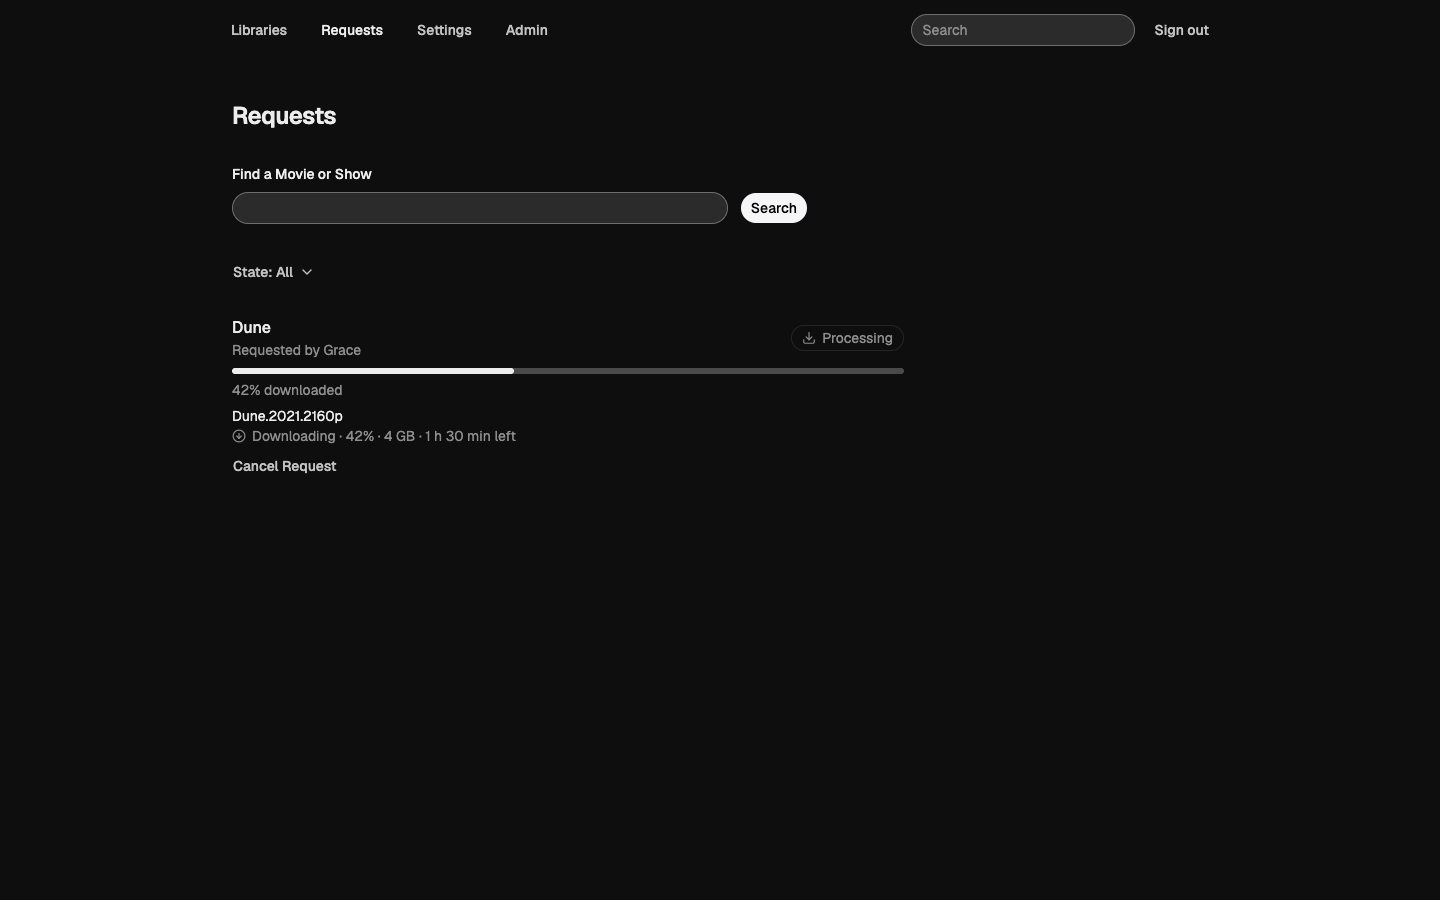 Libraries Requests Settings Admin Search Sign out
Requests
Find a Movie or Show
Search
State: All
Dune
Requested by Grace
Processing
42% downloaded
Dune.2021.2160p
Downloading · 42% · 4 GB · 1 h 30 min left
Cancel Request